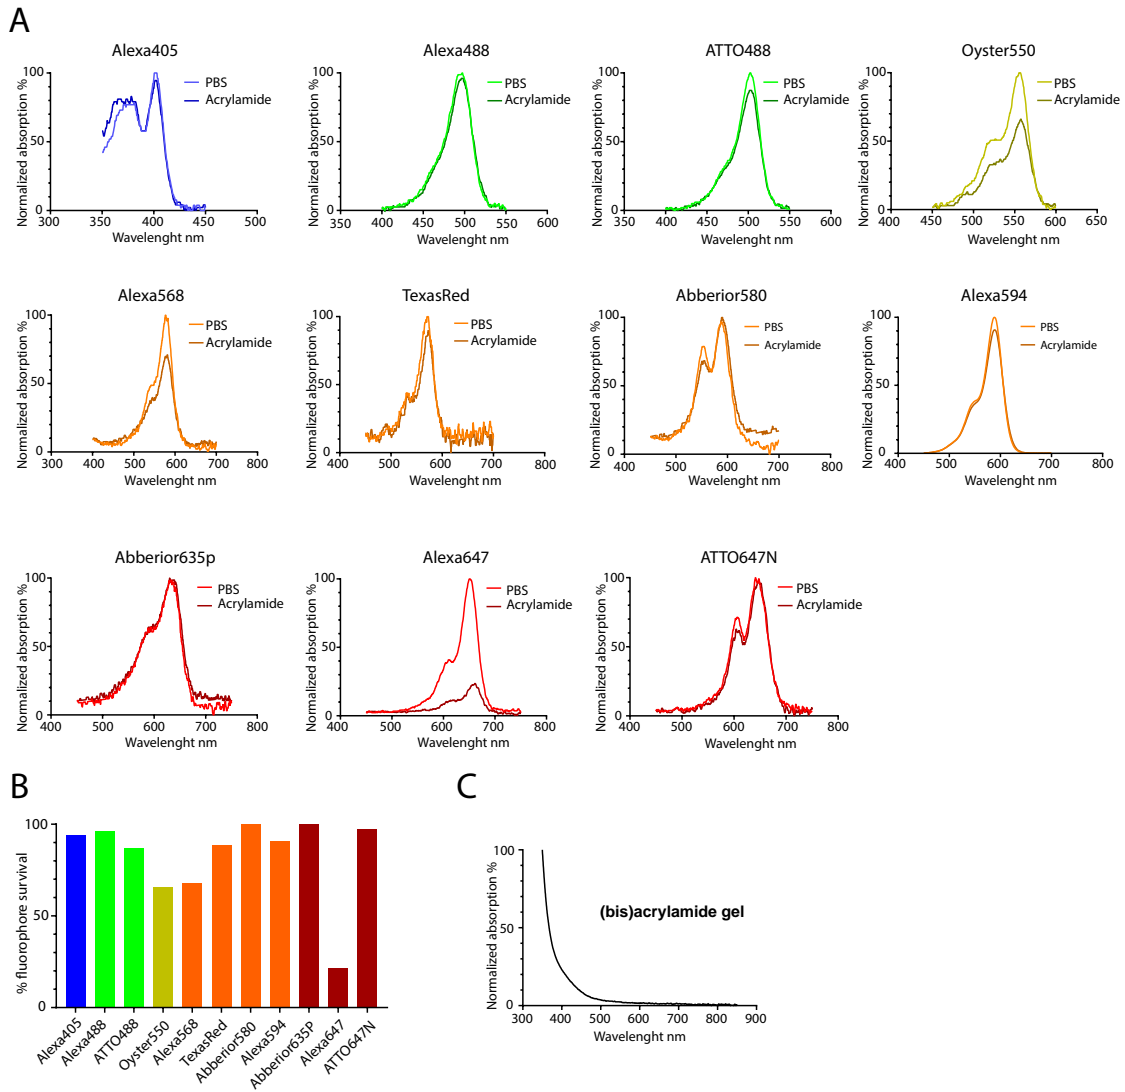 A
Alexa405
Normalized absorption %
100
50
0
300
350
400
450
500
Wavelenght nm
PBS
Acrylamide
Alexa488
Normalized absorption %
100
50
0
350
400
450
500
550
600
Wavelenght nm
PBS
Acrylamide
ATTO488
Normalized absorption %
100
50
0
350
400
450
500
550
600
Wavelenght nm
PBS
Acrylamide
Oyster550
Normalized absorption %
100
50
0
400
450
500
550
600
650
Wavelenght nm
PBS
Acrylamide
Alexa568
Normalized absorption %
100
50
0
300
400
500
600
700
800
Wavelenght nm
PBS
Acrylamide
TexasRed
Normalized absorption %
100
50
0
400
500
600
700
800
Wavelenght nm
PBS
Acrylamide
Abberior580
Normalized absorption %
100
50
0
400
500
600
700
800
Wavelenght nm
PBS
Acrylamide
Alexa594
Normalized absorption %
100
50
0
400
500
600
700
800
Wavelenght nm
PBS
Acrylamide
Abberior635p
Normalized absorption %
100
50
0
400
500
600
700
800
Wavelenght nm
PBS
Acrylamide
Alexa647
Normalized absorption %
100
50
0
400
500
600
700
800
Wavelenght nm
PBS
Acrylamide
ATTO647N
Normalized absorption %
100
50
0
400
500
600
700
800
Wavelenght nm
PBS
Acrylamide
B
% fluorophore survival
100
50
0
Alexa405
Alexa488
ATTO488
Oyster550
Alexa568
TexasRed
Abberior580
Alexa594
Abberior635P
Alexa647
ATTO647N
C
Normalized absorption %
100
50
0
300
400
500
600
700
800
900
Wavelenght nm
(bis)acrylamide gel